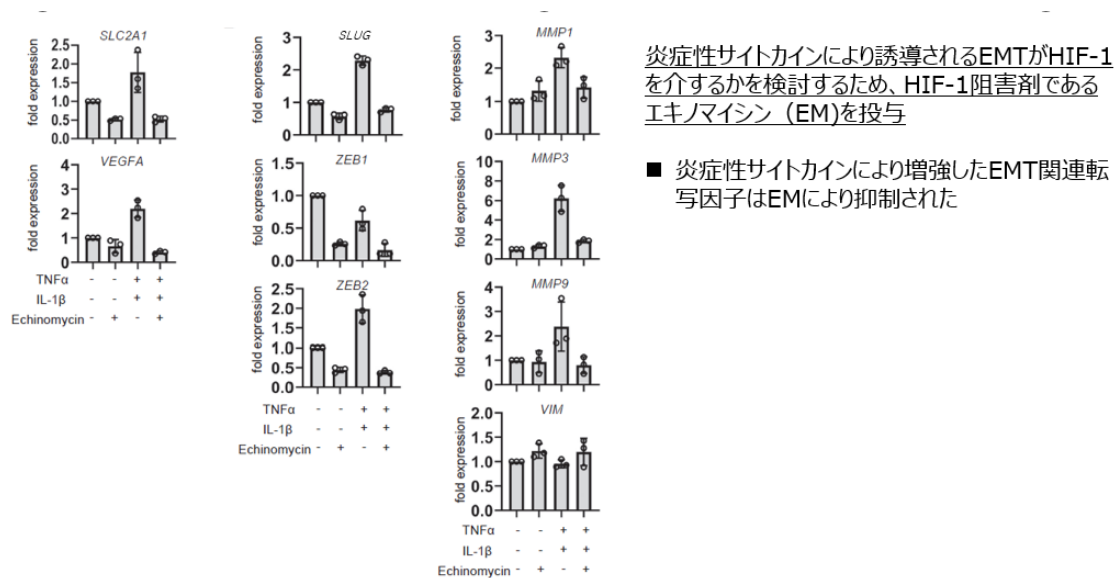 SLC2A1
fold expression
2.5
2.0
1.5
1.0
0.5
0.0
VEGFA
fold expression
4
3
2
1
0
TNFα - - + +
IL-1β - - + +
Echinomycin - + - +
SLUG
fold expression
3
2
1
0
ZEB1
fold expression
1.5
1.0
0.5
0.0
ZEB2
fold expression
2.5
2.0
1.5
1.0
0.5
0.0
TNFα - - + +
IL-1β - - + +
Echinomycin - + - +
MMP1
fold expression
3
2
1
0
MMP3
fold expression
10
8
6
4
2
0
MMP9
fold expression
4
3
2
1
0
VIM
fold expression
2.0
1.5
1.0
0.5
0.0
TNFα - - + +
IL-1β - - + +
Echinomycin - + - +
炎症性サイトカインにより誘導されるEMTがHIF-1
を介するかを検討するため、HIF-1阻害剤である
エキノマイシン（EM)を投与
■ 炎症性サイトカインにより増強したEMT関連転
写因子はEMにより抑制された